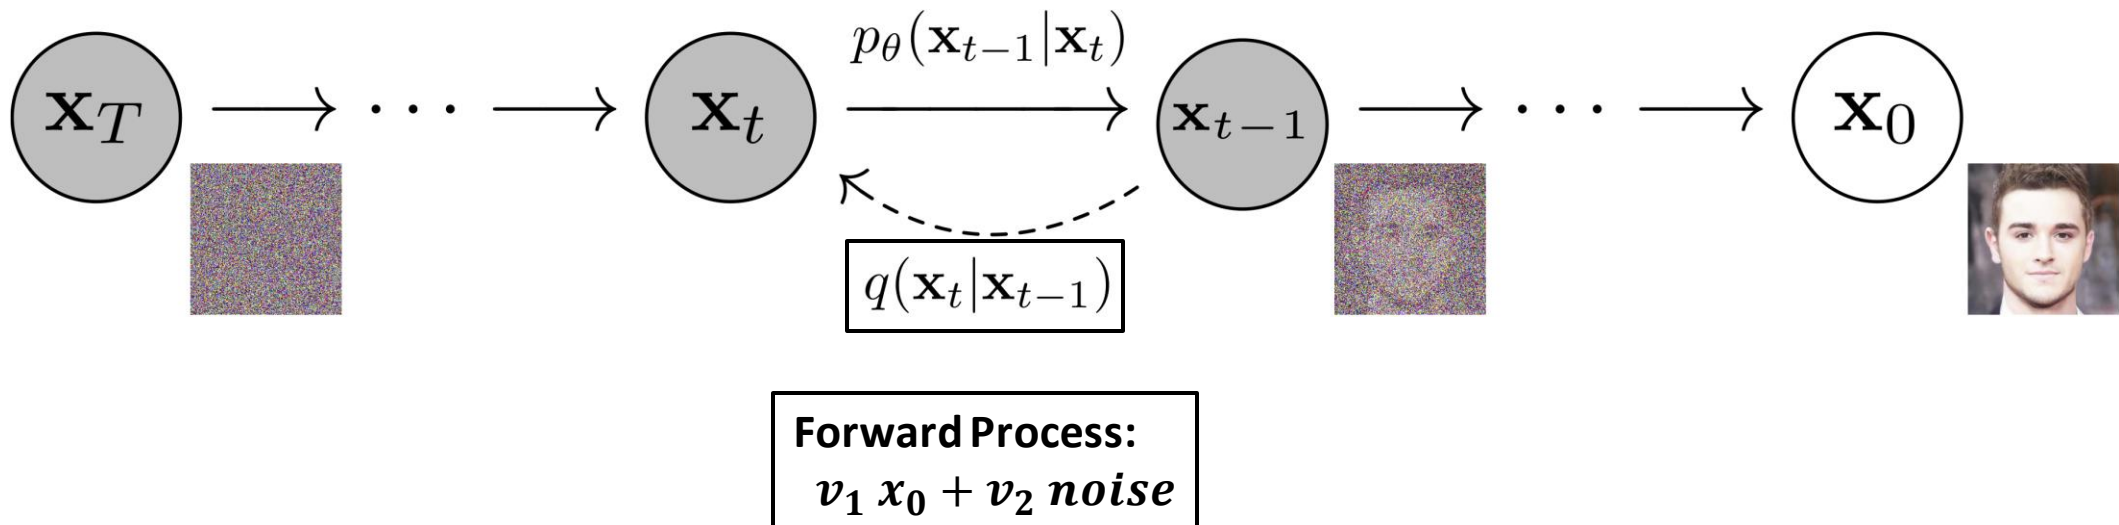 p_θ(x_{t−1}|x_t)
x_T ⟶ ··· ⟶ x_t ⟶ x_{t−1} ⟶ ··· ⟶ x_0
q(x_t|x_{t−1})
Forward Process:
v_1 x_0 + v_2 noise